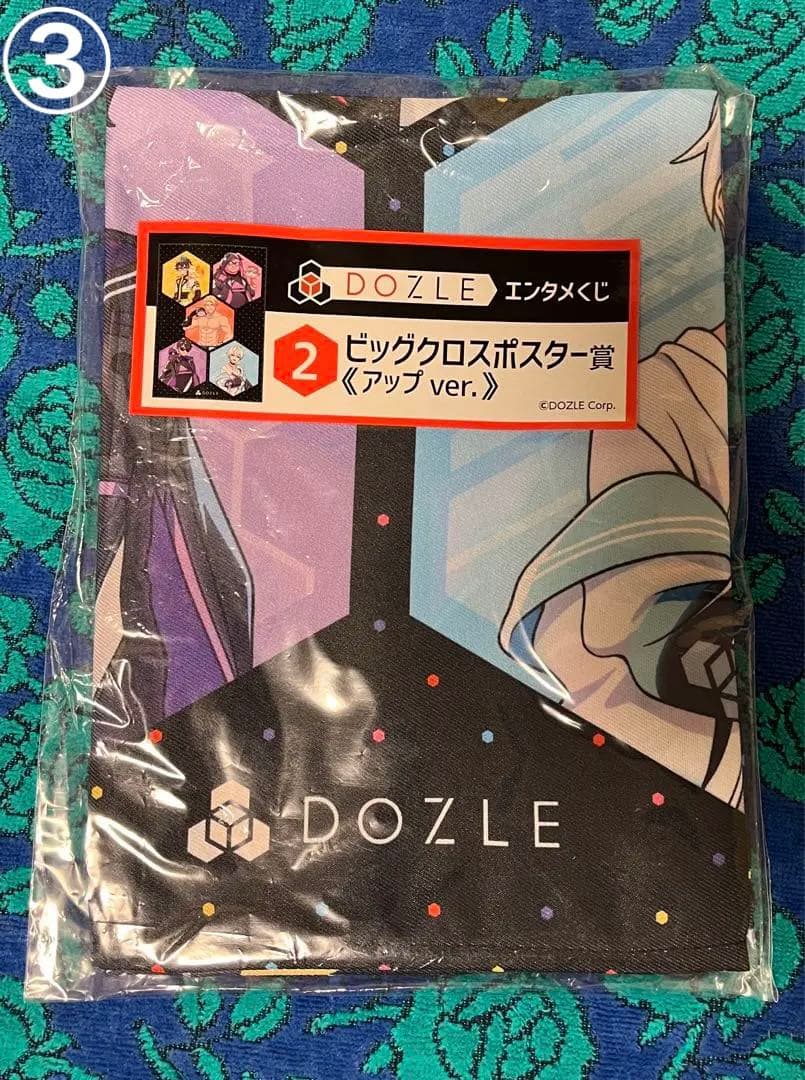 ③
DOZLE エンタメくじ
2 ビッグクロスポスター賞
《アップ ver.》
©DOZLE Corp.
DOZLE